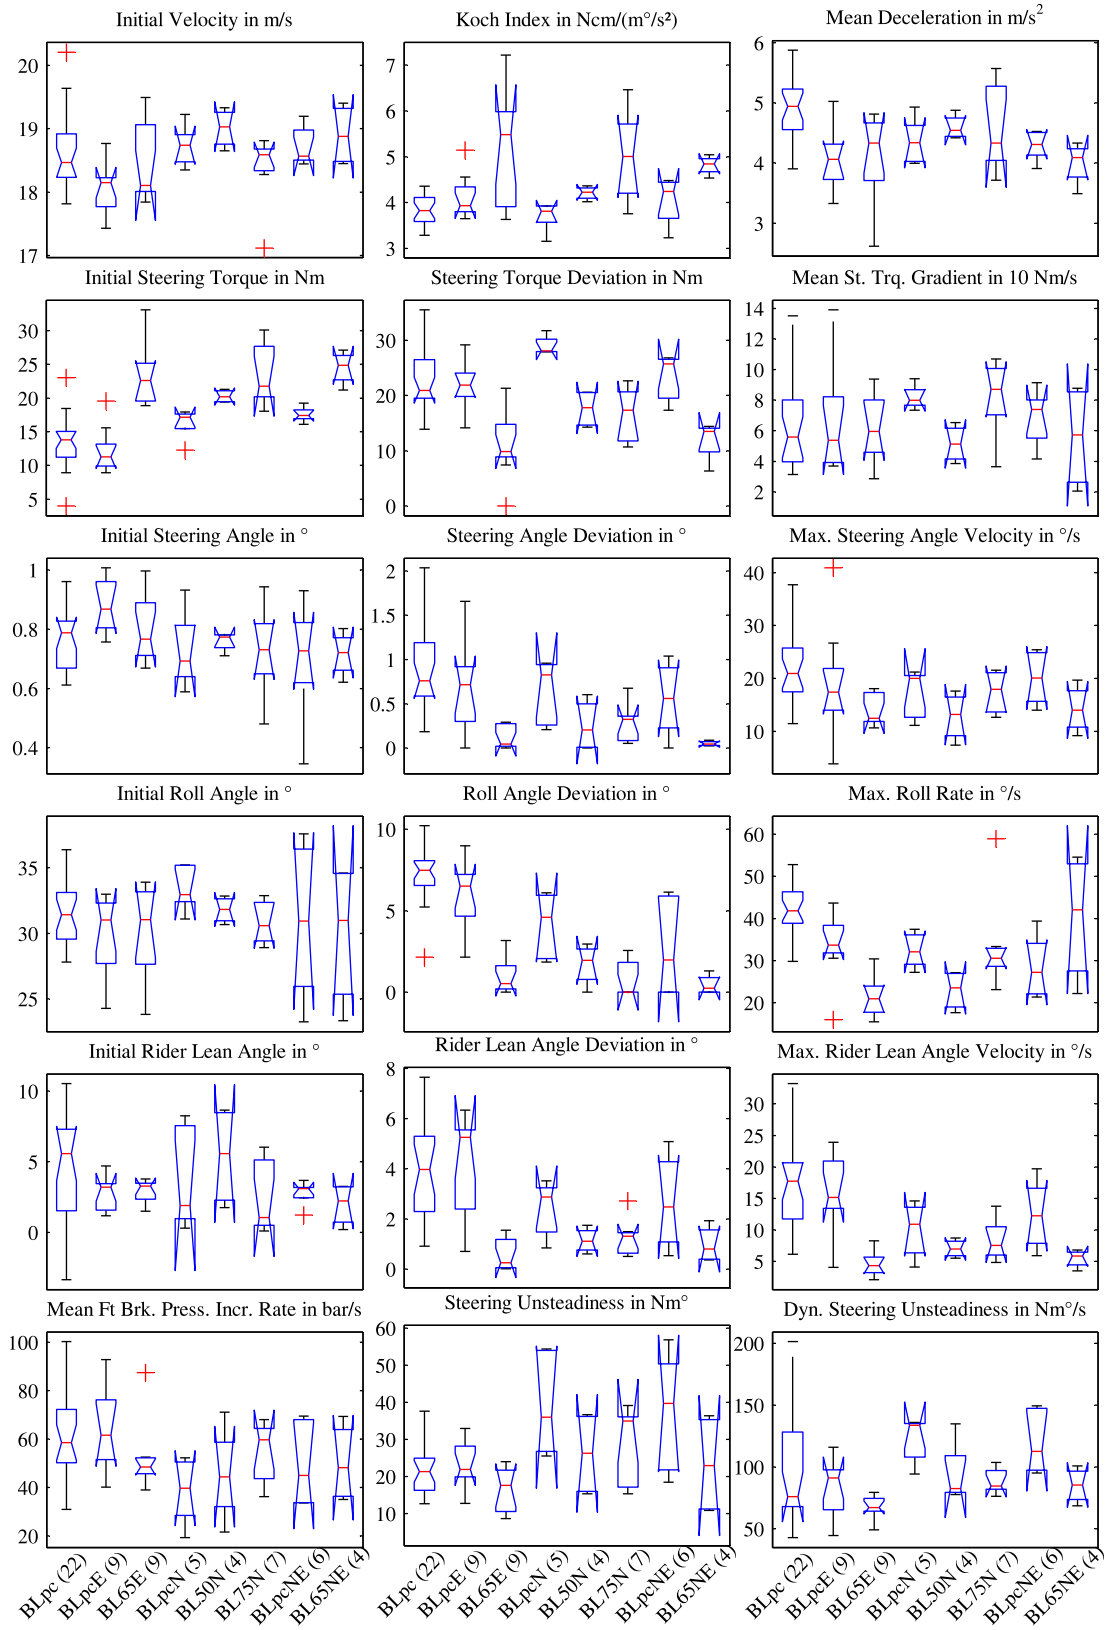 Initial Velocity in m/s
20
19
18
17
Koch Index in Ncm/(m°/s²)
7
6
5
4
3
Mean Deceleration in m/s²
6
5
4
3
Initial Steering Torque in Nm
30
25
20
15
10
5
Steering Torque Deviation in Nm
30
20
10
0
Mean St. Trq. Gradient in 10 Nm/s
14
12
10
8
6
4
2
Initial Steering Angle in °
1
0.8
0.6
0.4
Steering Angle Deviation in °
2
1.5
1
0.5
0
Max. Steering Angle Velocity in °/s
40
30
20
10
Initial Roll Angle in °
35
30
25
Roll Angle Deviation in °
10
5
0
Max. Roll Rate in °/s
60
50
40
30
20
Initial Rider Lean Angle in °
10
5
0
Rider Lean Angle Deviation in °
8
6
4
2
0
Max. Rider Lean Angle Velocity in °/s
30
25
20
15
10
5
Mean Ft Brk. Press. Incr. Rate in bar/s
100
80
60
40
20
BLpc (22)
BLpcE (9)
BL65E (9)
BLpcN (5)
BL50N (4)
BL75N (7)
BLpcNE (6)
BL65NE (4)
Steering Unsteadiness in Nm°
60
50
40
30
20
10
BLpc (22)
BLpcE (9)
BL65E (9)
BLpcN (5)
BL50N (4)
BL75N (7)
BLpcNE (6)
BL65NE (4)
Dyn. Steering Unsteadiness in Nm°/s
200
150
100
50
BLpc (22)
BLpcE (9)
BL65E (9)
BLpcN (5)
BL50N (4)
BL75N (7)
BLpcNE (6)
BL65NE (4)